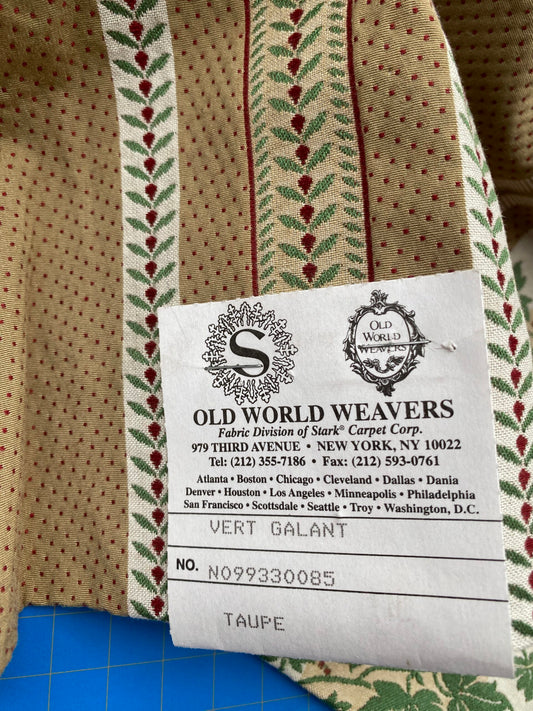 S
OLD
WORLD
WEAVERS
OLD WORLD WEAVERS
Fabric Division of Stark® Carpet Corp.
979 THIRD AVENUE • NEW YORK, NY 10022
Tel: (212) 355-7186 • Fax: (212) 593-0761
Atlanta • Boston • Chicago • Cleveland • Dallas • Dania
Denver • Houston • Los Angeles • Minneapolis • Philadelphia
San Francisco • Scottsdale • Seattle • Troy • Washington, D.C.
VERT GALANT
NO. N099330085
TAUPE